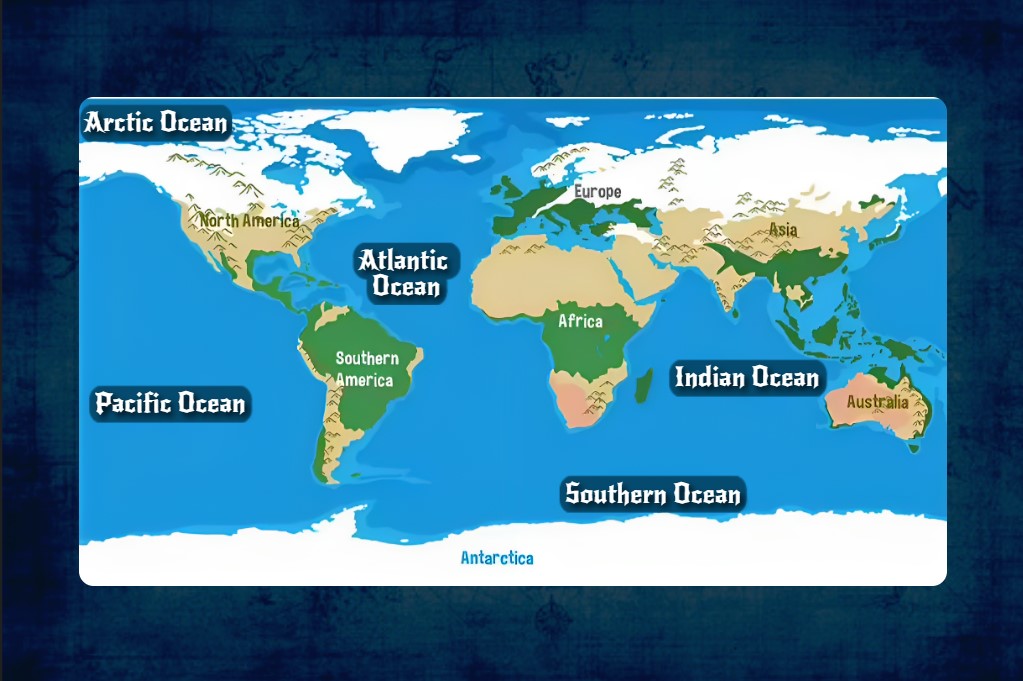 Arctic Ocean
Europe
North America
Asia
Atlantic
Ocean
Africa
Southern
America
Indian Ocean
Pacific Ocean
Australia
Southern Ocean
Antarctica